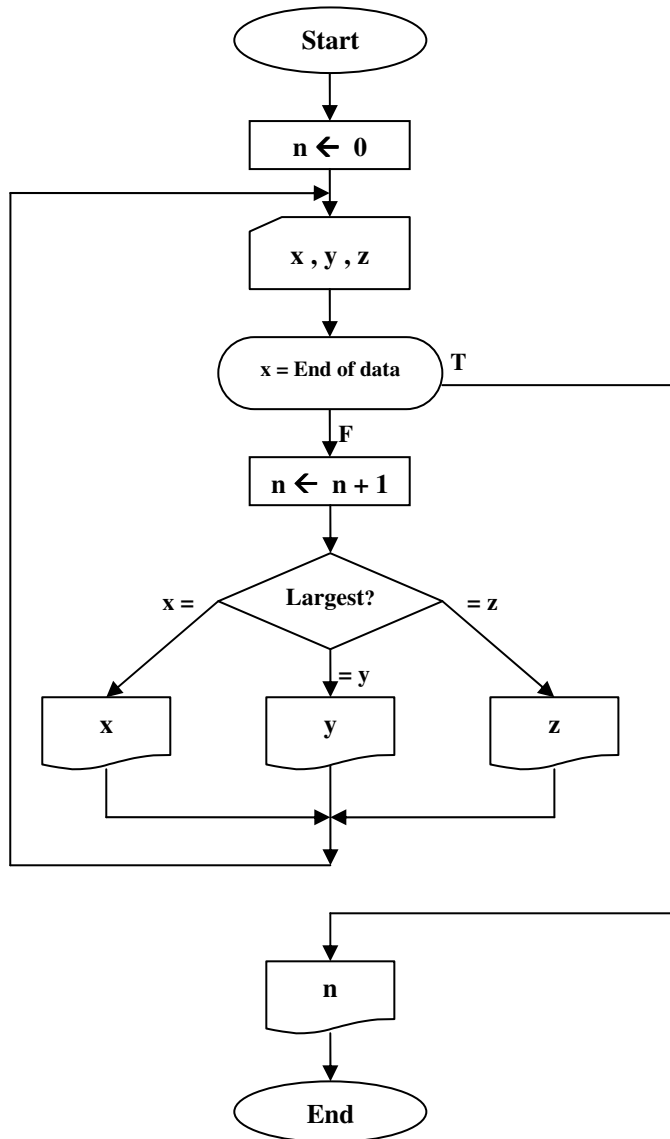 Start
n ← 0
x , y , z
x = End of data
T
F
n ← n + 1
Largest?
x =
= z
= y
x
y
z
n
End